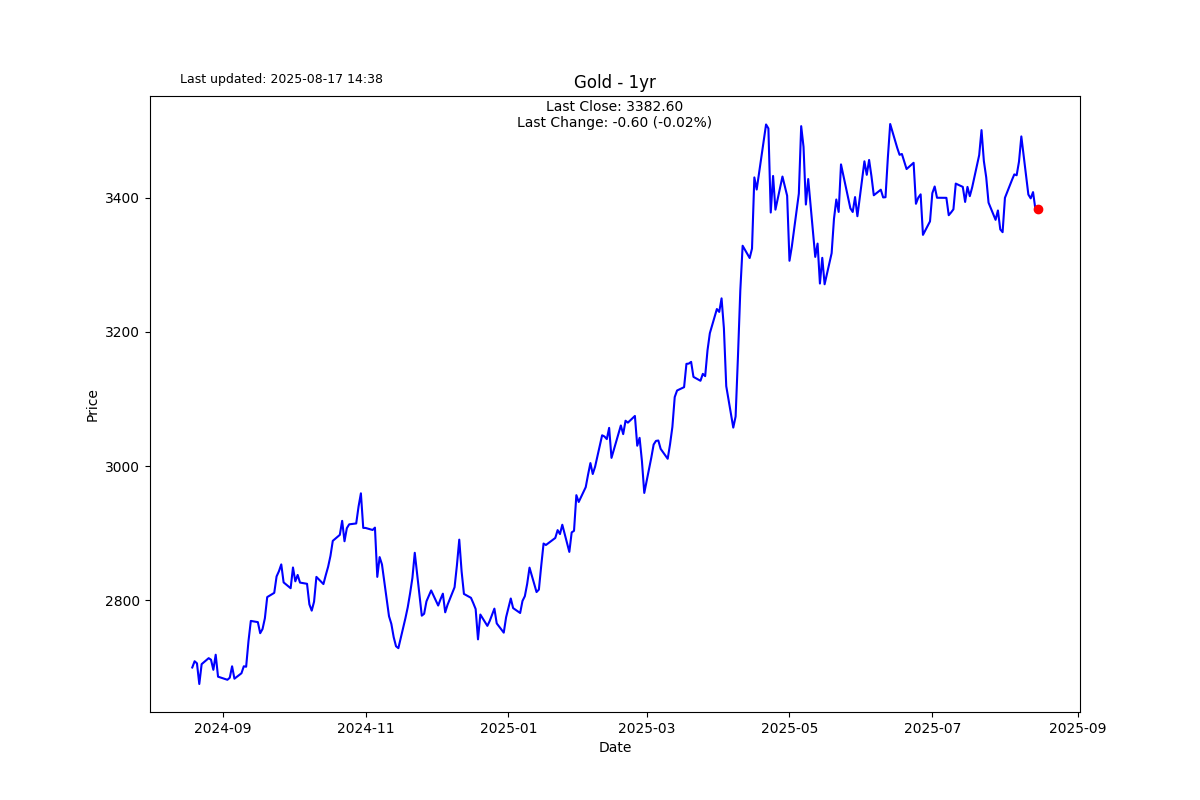 Last updated: 2025-08-17 14:38
Gold - 1yr
Last Close: 3382.60
Last Change: -0.60 (-0.02%)
3400
3200
3000
2800
Price
2024-09
2024-11
2025-01
2025-03
2025-05
2025-07
2025-09
Date